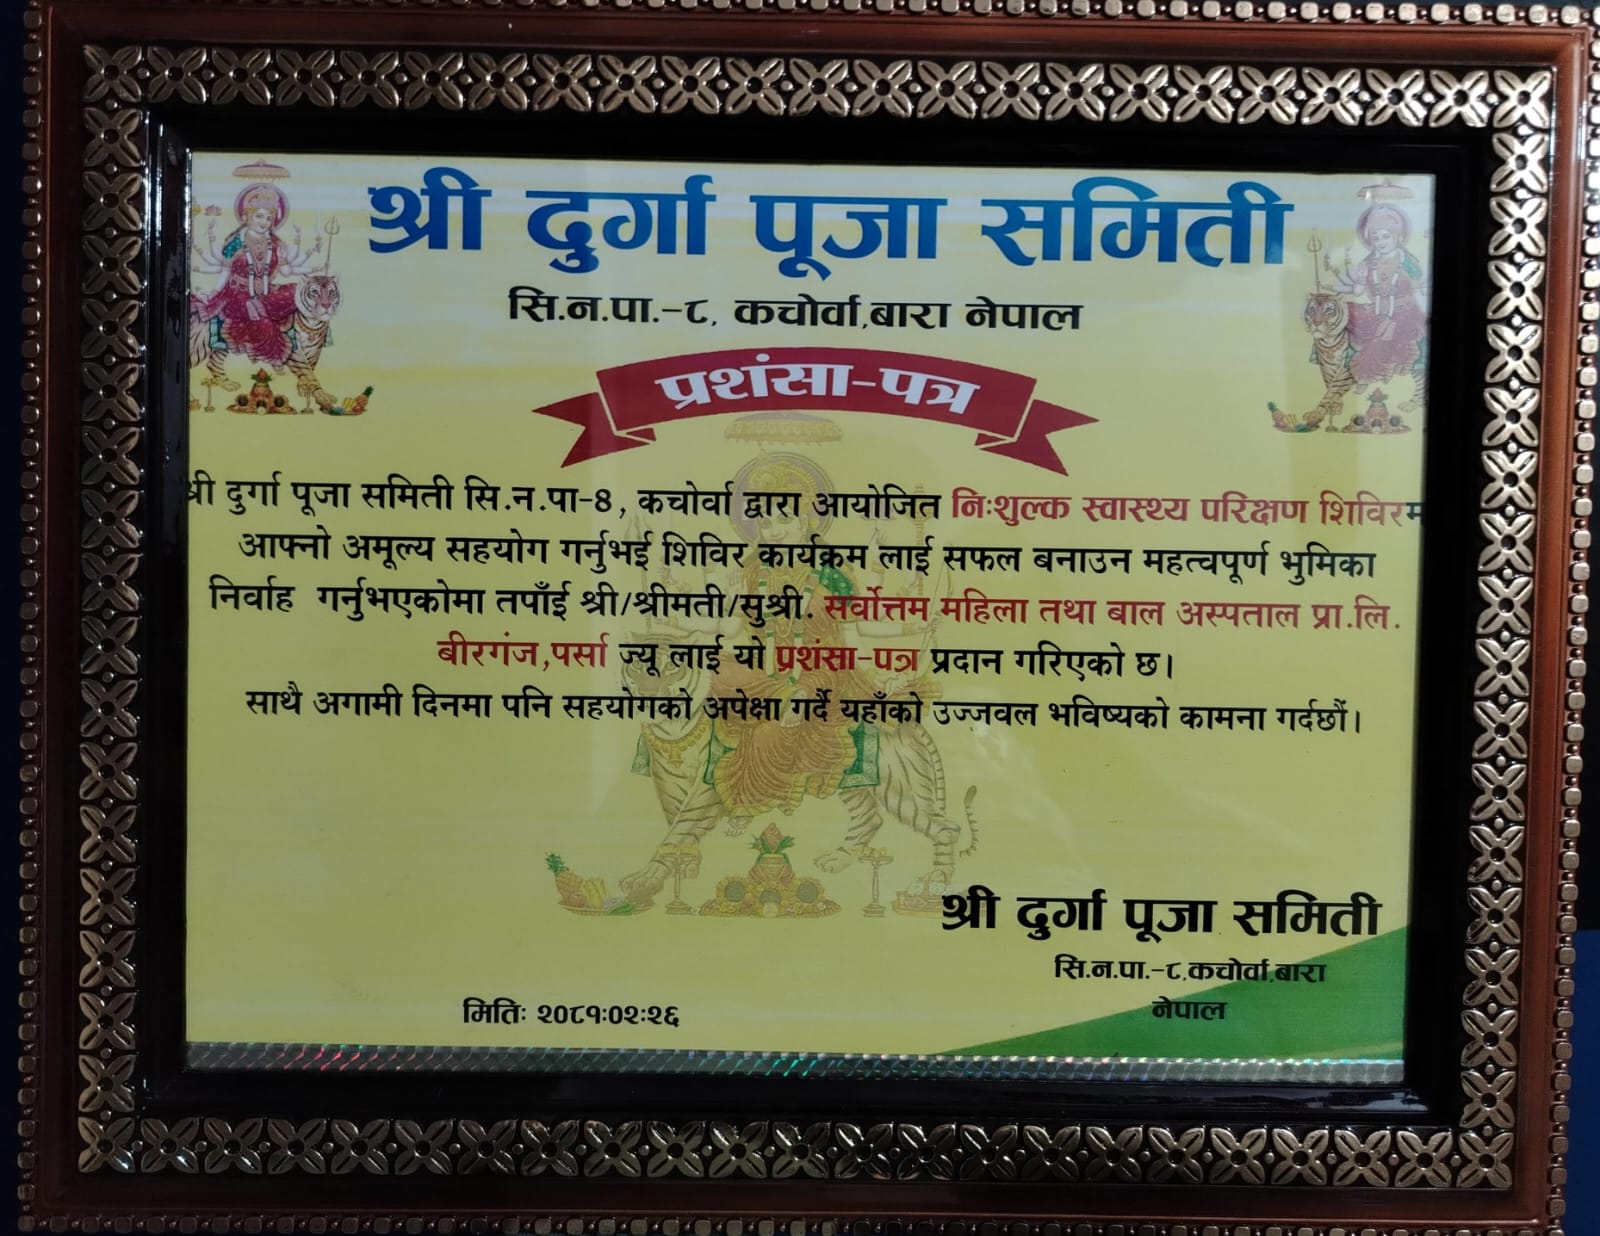 श्री दुर्गा पूजा समिती
सि.न.पा.-८, कचोर्वा,बारा नेपाल
प्रशंसा-पत्र
श्री दुर्गा पूजा समिती सि.न.पा-8, कचोर्वा द्वारा आयोजित निःशुल्क स्वास्थ्य परिक्षण शिविरम
आफ्नो अमूल्य सहयोग गर्नुभई शिविर कार्यक्रम लाई सफल बनाउन महत्वपूर्ण भुमिका
निर्वाह गर्नुभएकोमा तपाँई श्री/श्रीमती/सुश्री. सर्वोत्तम महिला तथा बाल अस्पताल प्रा.लि.
बीरगंज,पर्सा ज्यू लाई यो प्रशंसा-पत्र प्रदान गरिएको छ।
साथै अगामी दिनमा पनि सहयोगको अपेक्षा गर्दै यहाँको उज्जवल भविष्यको कामना गर्दछौं।
श्री दुर्गा पूजा समिती
सि.न.पा.-८,कचोर्वा,बारा
नेपाल
मितिः २०८१:०२:२६